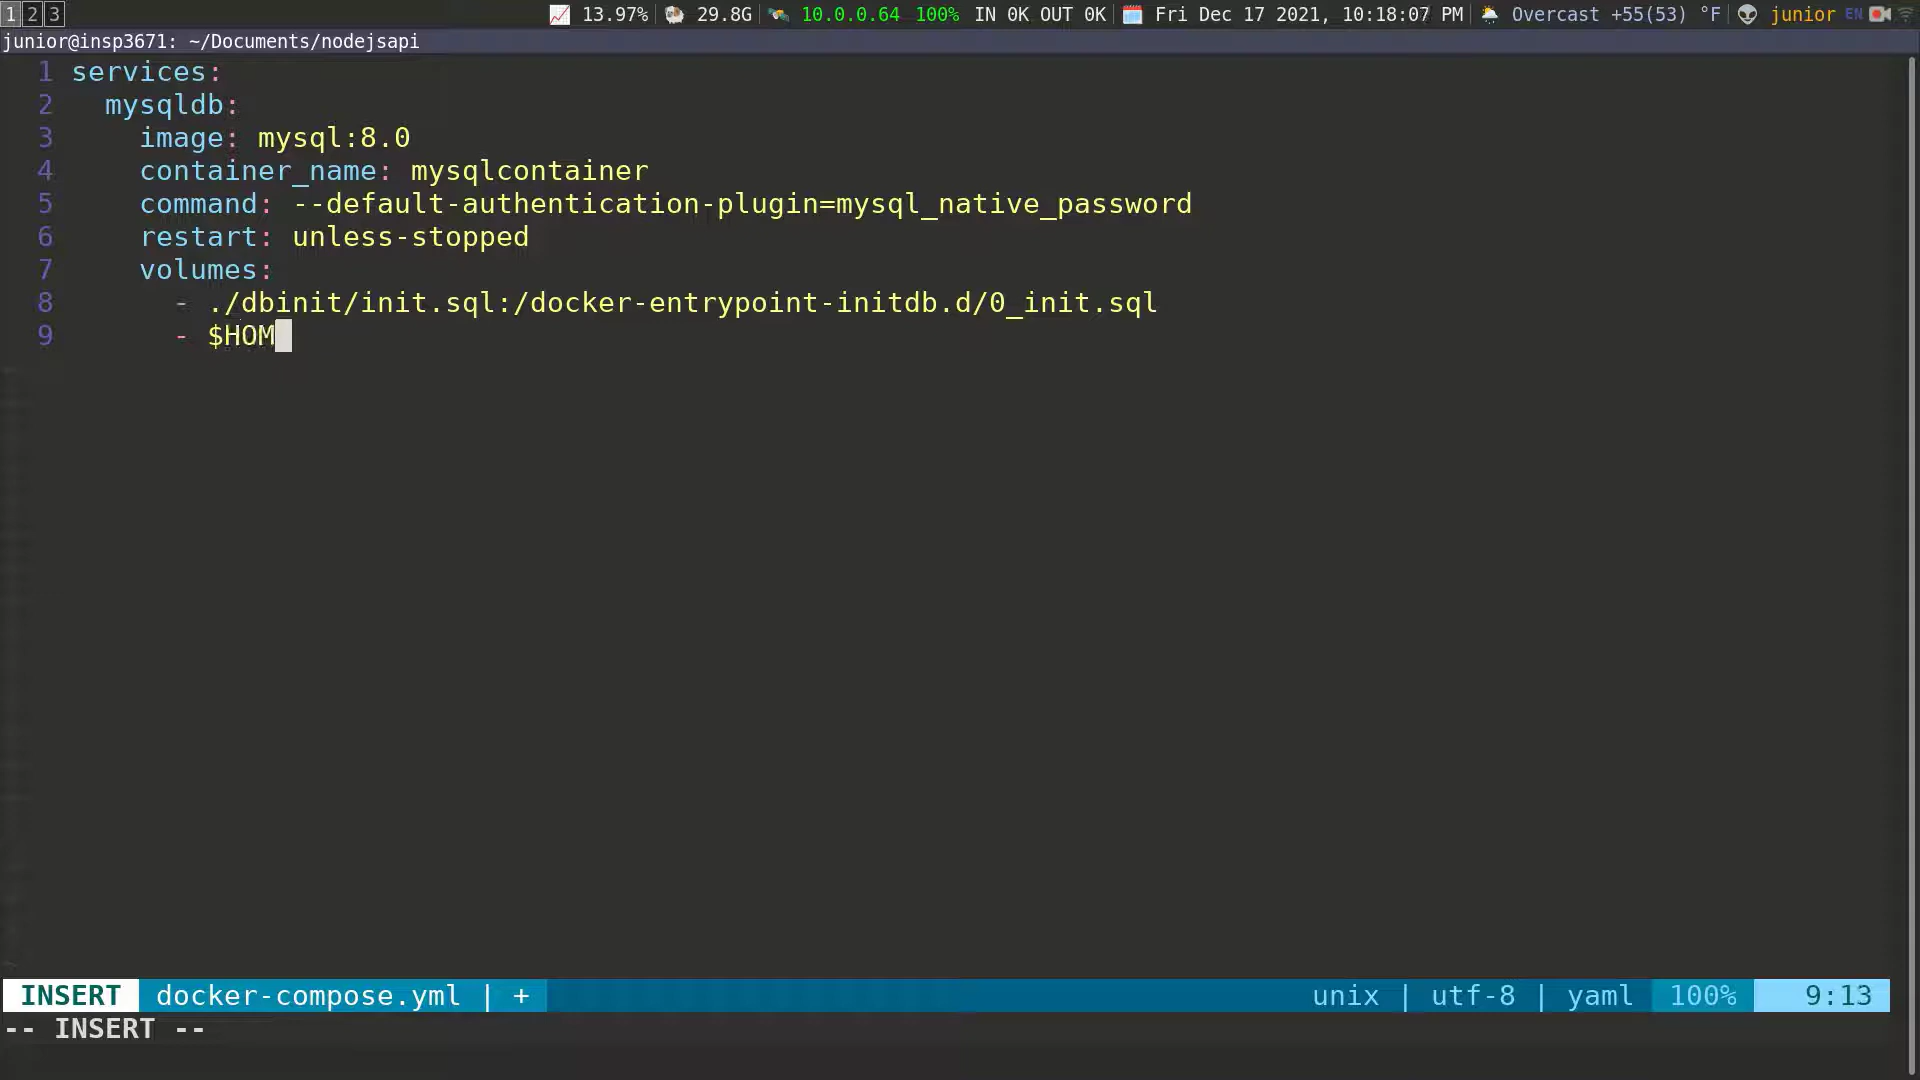 1 2 3 13.97% 29.8G 10.0.0.64 100% IN 0K OUT 0K Fri Dec 17 2021, 10:18:07 PM Overcast +55(53) °F junior EN
junior@insp3671: ~/Documents/nodejsapi
1 services:
2   mysqldb:
3     image: mysql:8.0
4     container_name: mysqlcontainer
5     command: --default-authentication-plugin=mysql_native_password
6     restart: unless-stopped
7     volumes:
8       - ./dbinit/init.sql:/docker-entrypoint-initdb.d/0_init.sql
9       - $HOM
INSERT docker-compose.yml | + unix | utf-8 | yaml 100% 9:13
-- INSERT --